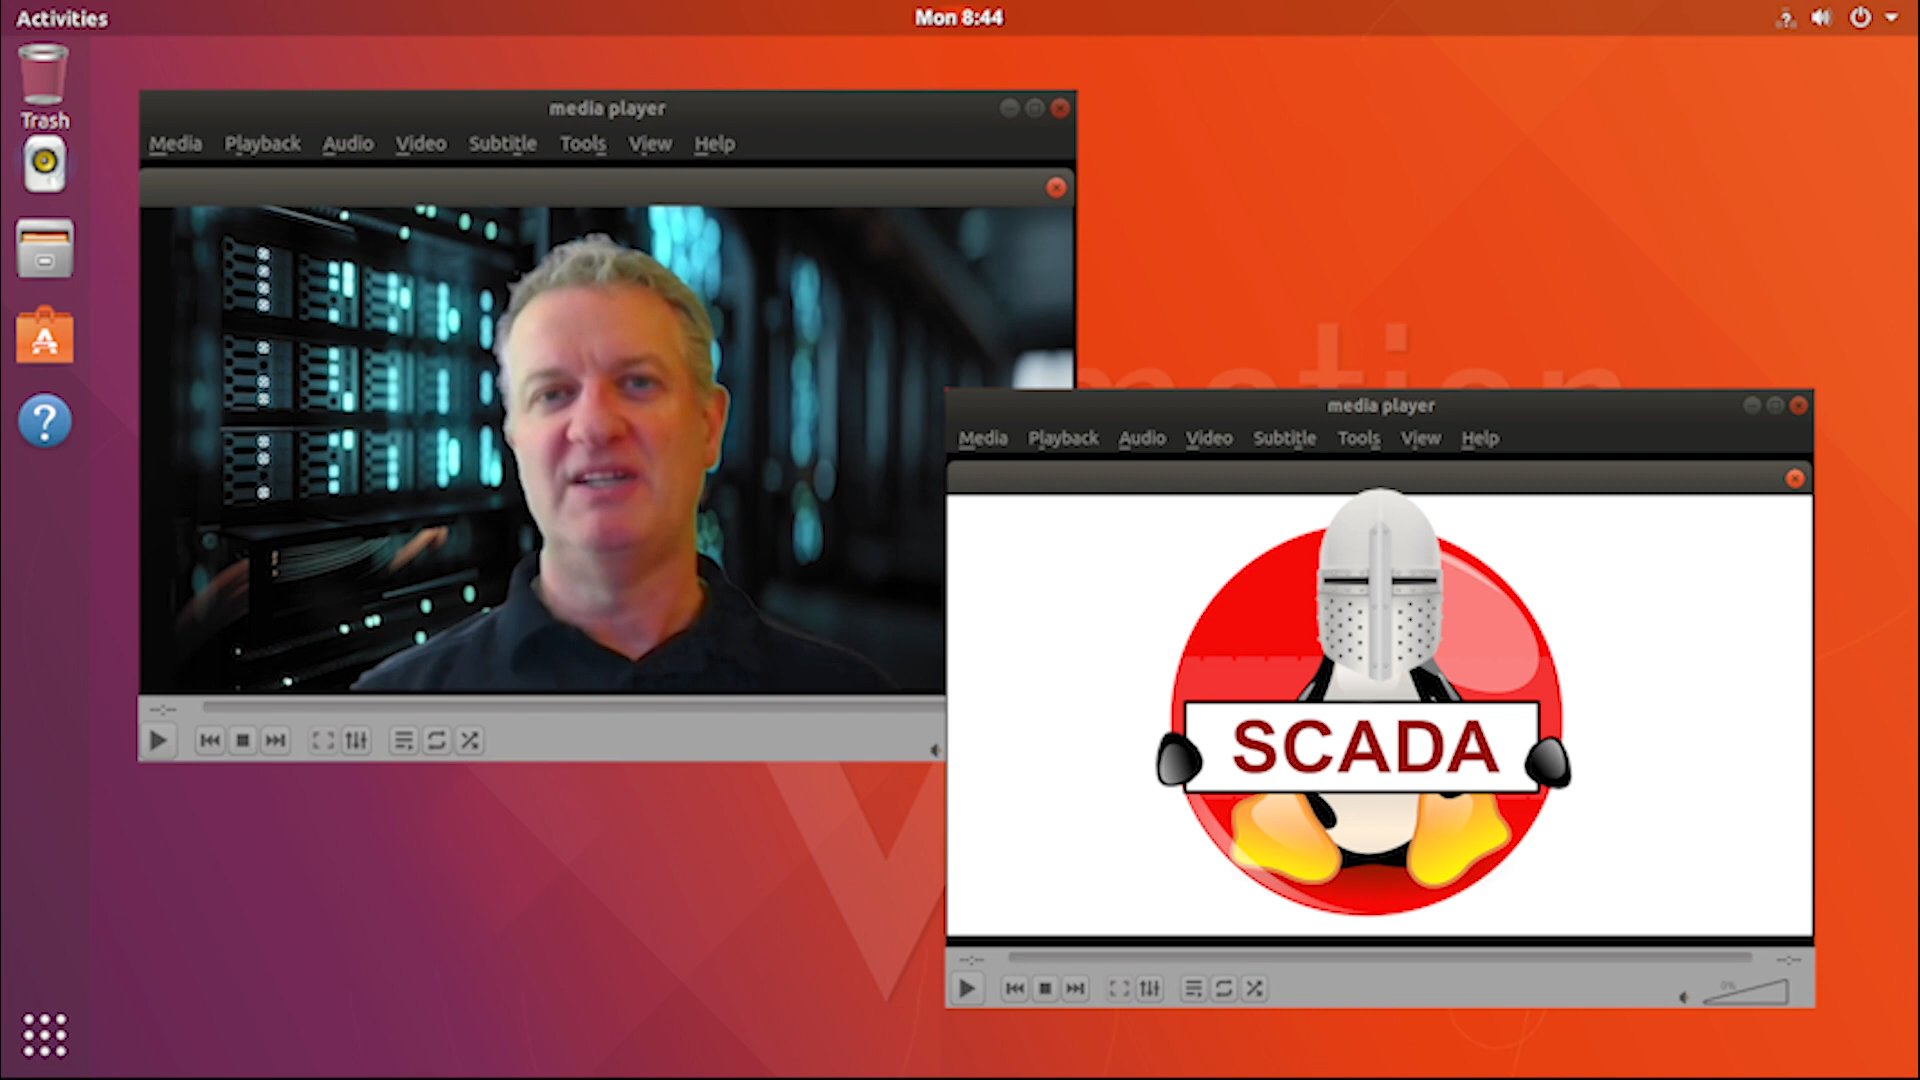 Activities
Mon 8:44
?
Trash
media player
Media Playback Audio Video Subtitle Tools View Help
?
media player
Media Playback Audio Video Subtitle Tools View Help
SCADA
0%